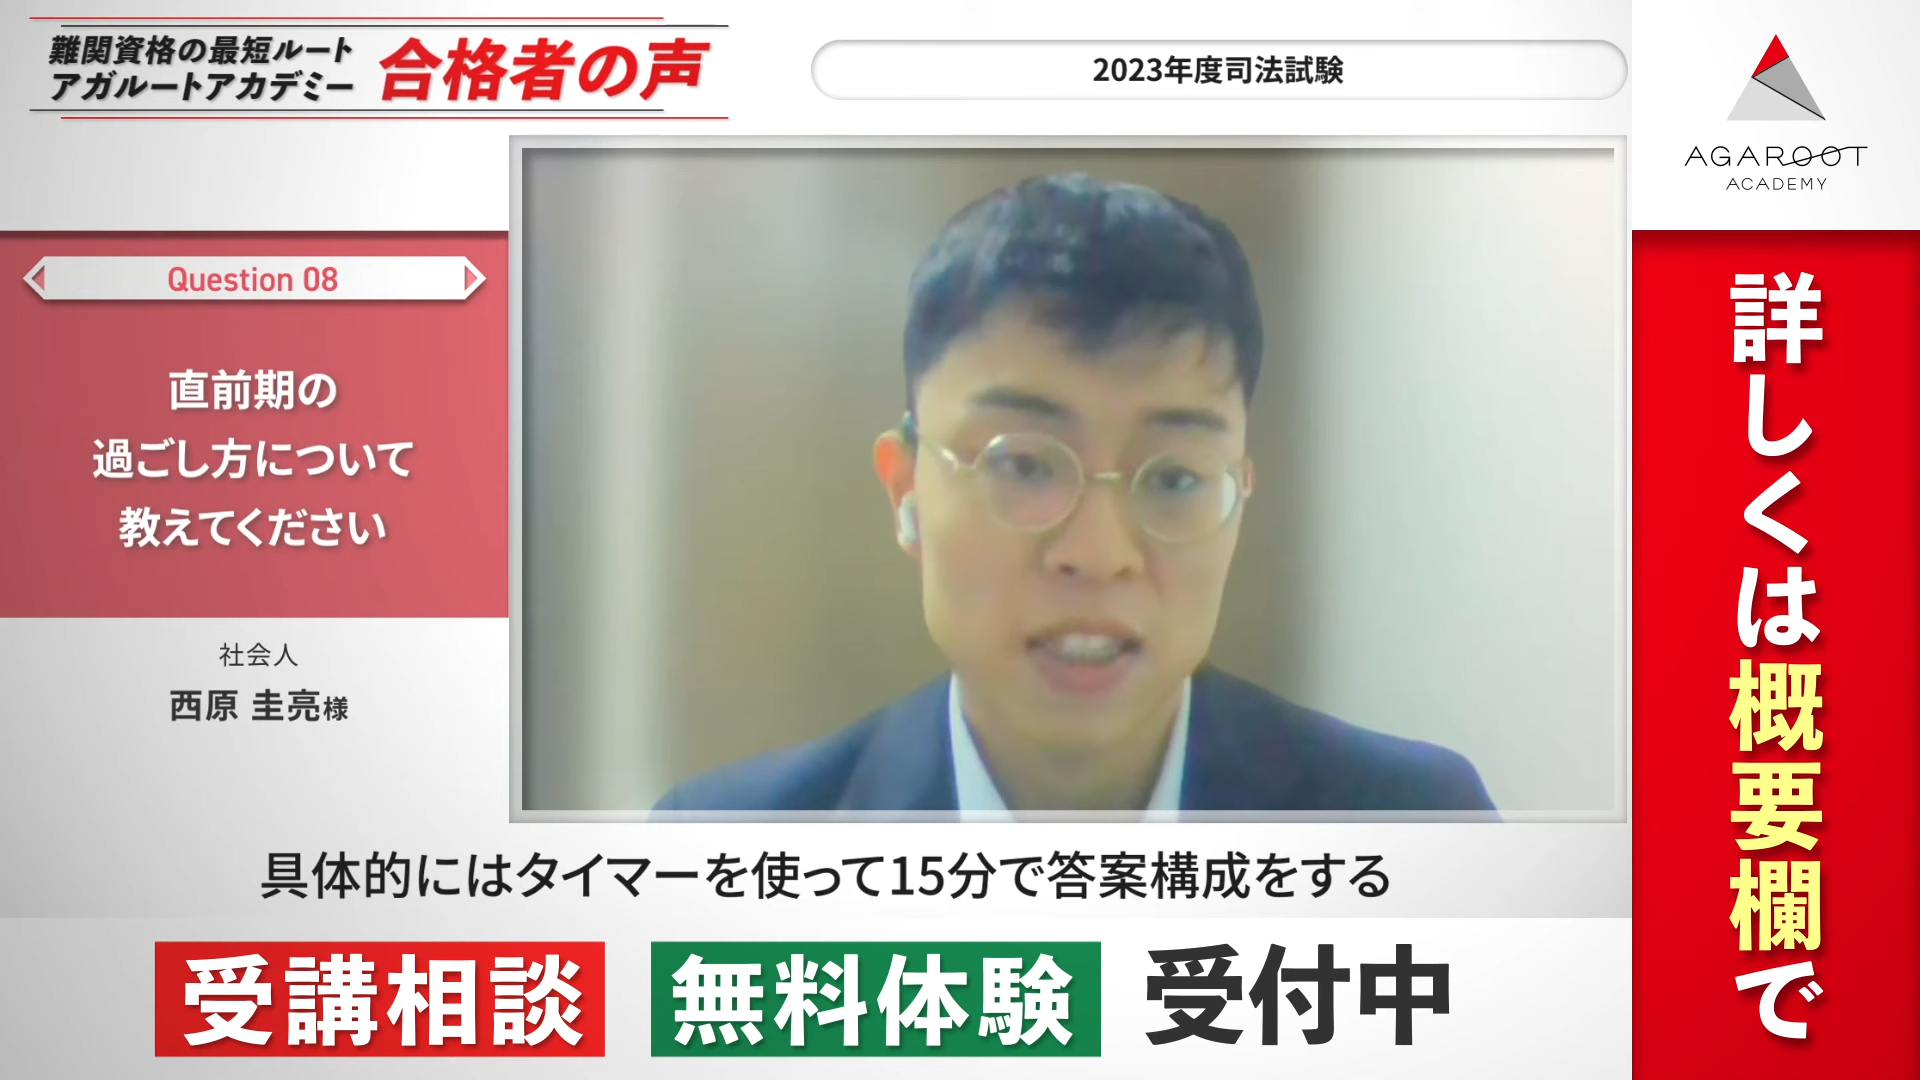 難関資格の最短ルート
アガルートアカデミー
合格者の声
2023年度司法試験
AGAROOT
ACADEMY
Question 08
直前期の
過ごし方について
教えてください
社会人
西原 圭亮様
詳しくは概要欄で
具体的にはタイマーを使って15分で答案構成をする
受講相談 無料体験 受付中